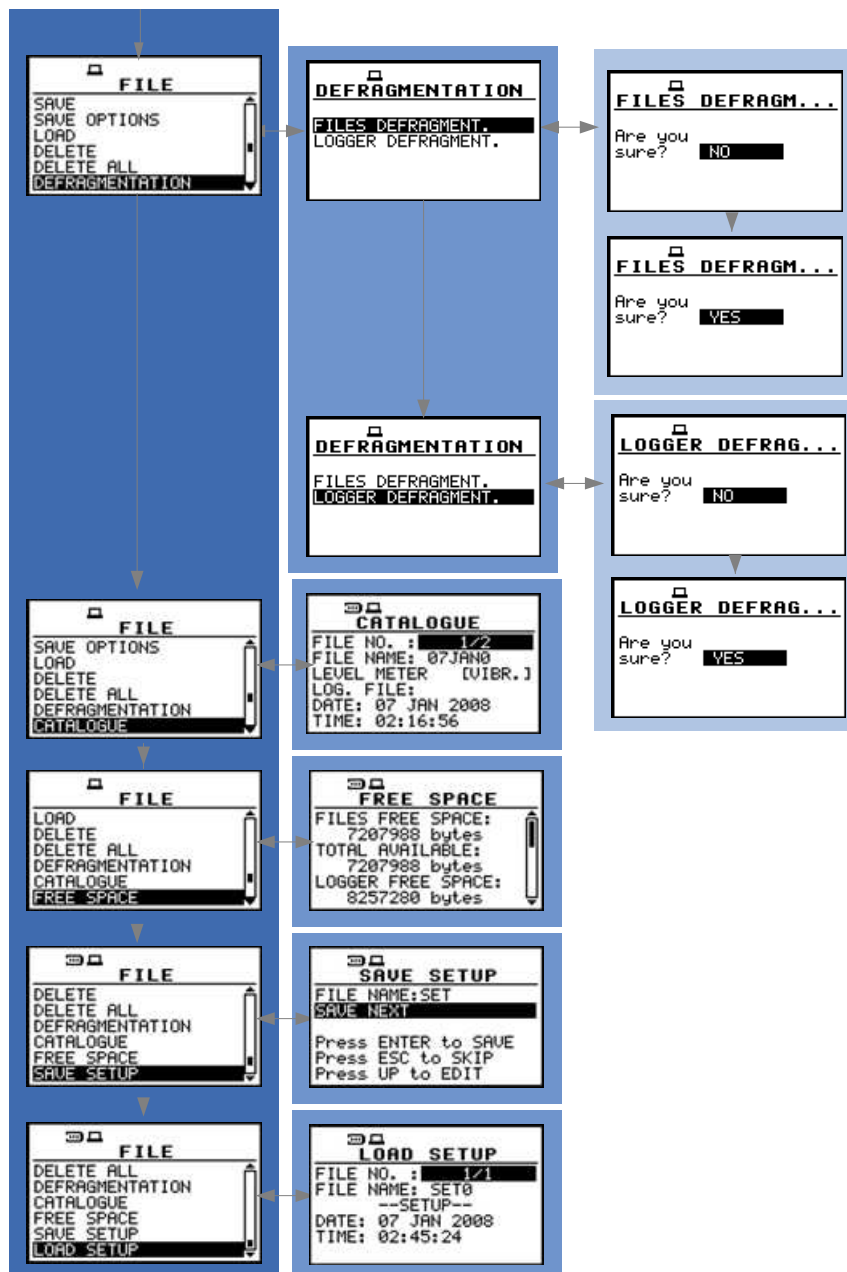 FILE
SAVE
SAVE OPTIONS
LOAD
DELETE
DELETE ALL
DEFRAGMENTATION
DEFRAGMENTATION
FILES DEFRAGMENT.
LOGGER DEFRAGMENT.
FILES DEFRAGM...
Are you
sure? NO
FILES DEFRAGM...
Are you
sure? YES
DEFRAGMENTATION
FILES DEFRAGMENT.
LOGGER DEFRAGMENT.
LOGGER DEFRAG...
Are you
sure? NO
LOGGER DEFRAG...
Are you
sure? YES
FILE
SAVE OPTIONS
LOAD
DELETE
DELETE ALL
DEFRAGMENTATION
CATALOGUE
CATALOGUE
FILE NO. : 1/2
FILE NAME: 07JAN0
LEVEL METER [VIBR.]
LOG. FILE:
DATE: 07 JAN 2008
TIME: 02:16:56
FILE
LOAD
DELETE
DELETE ALL
DEFRAGMENTATION
CATALOGUE
FREE SPACE
FREE SPACE
FILES FREE SPACE:
7207988 bytes
TOTAL AVAILABLE:
7207988 bytes
LOGGER FREE SPACE:
8257280 bytes
FILE
DELETE
DELETE ALL
DEFRAGMENTATION
CATALOGUE
FREE SPACE
SAVE SETUP
SAVE SETUP
FILE NAME:SET
SAVE NEXT
Press ENTER to SAVE
Press ESC to SKIP
Press UP to EDIT
FILE
DELETE ALL
DEFRAGMENTATION
CATALOGUE
FREE SPACE
SAVE SETUP
LOAD SETUP
LOAD SETUP
FILE NO. : 1/1
FILE NAME: SET0
--SETUP--
DATE: 07 JAN 2008
TIME: 02:45:24